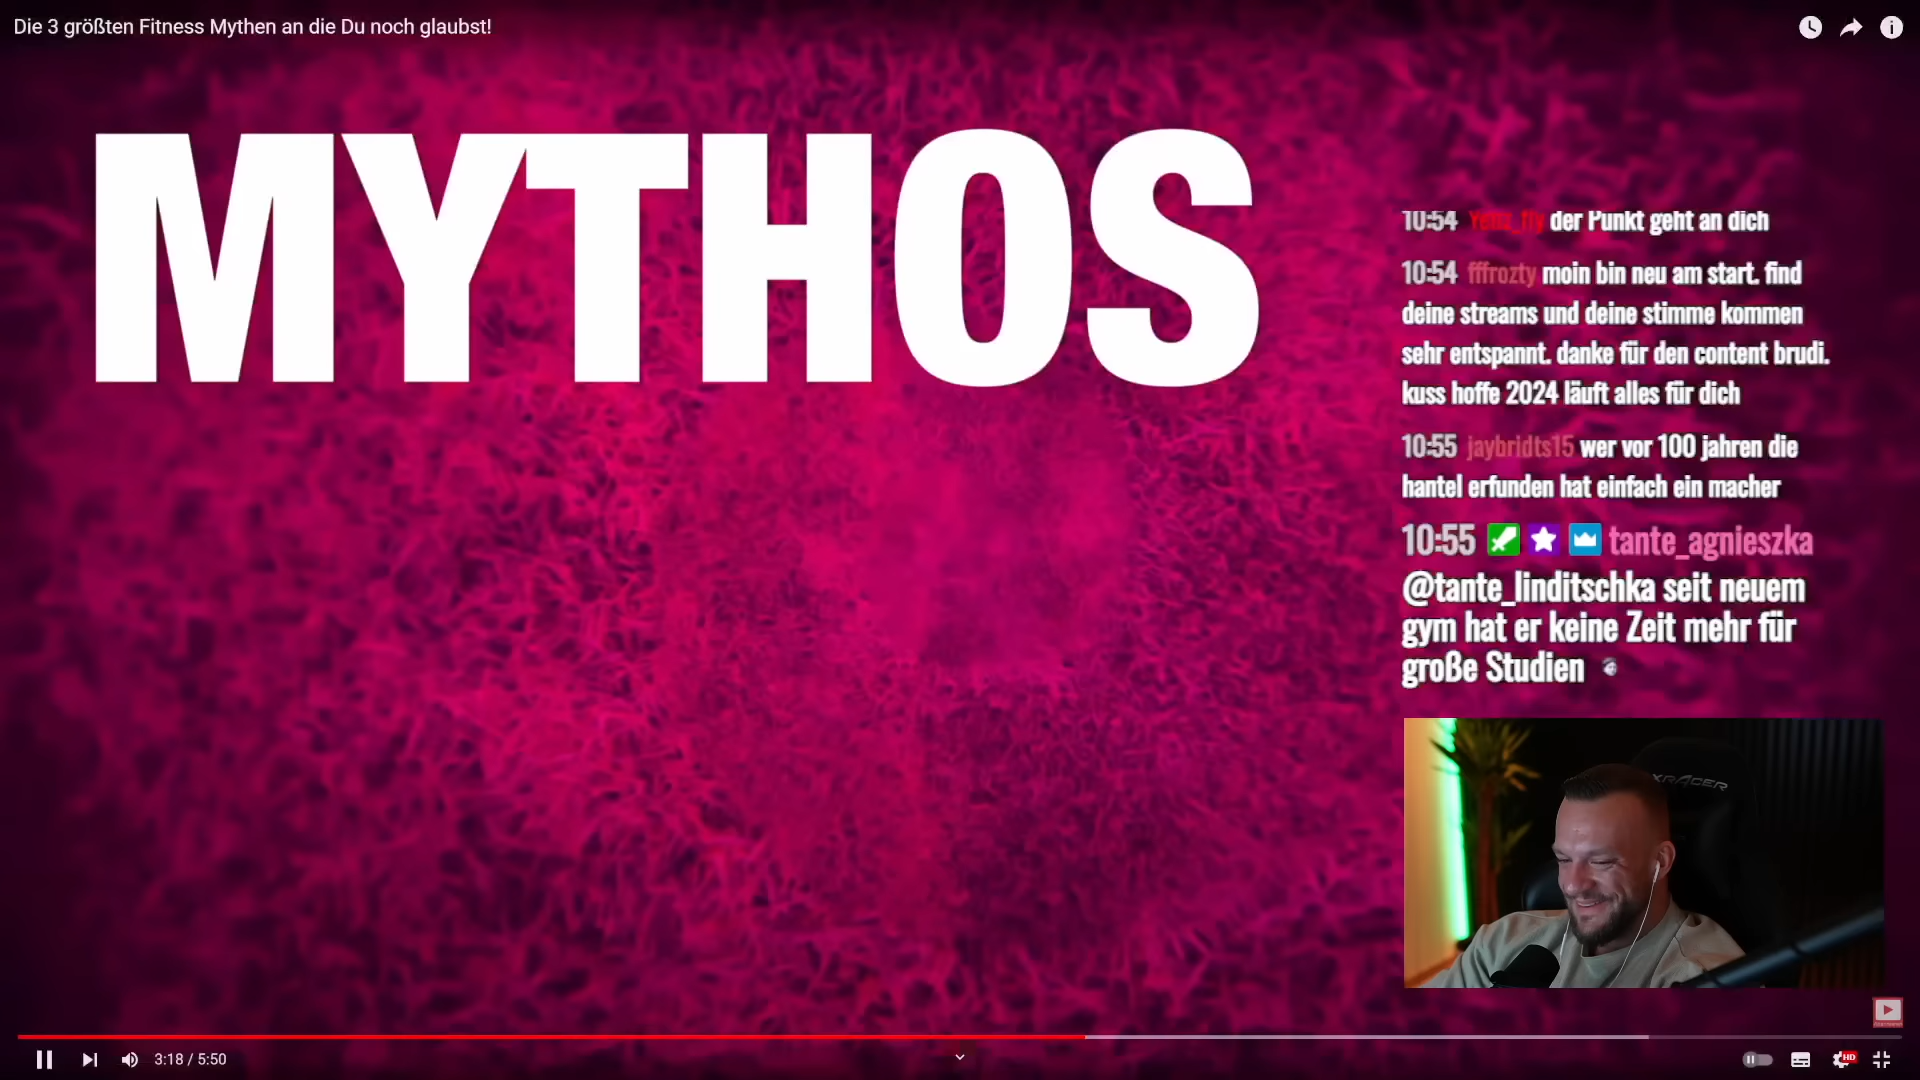 Die 3 größten Fitness Mythen an die Du noch glaubst!
MYTHOS
10:54 der Punkt geht an dich
10:54 fffrozty moin bin neu am start. find
deine streams und deine stimme kommen
sehr entspannt. danke für den content brudi.
kuss hoffe 2024 läuft alles für dich
10:55 jaybridts15 wer vor 100 jahren die
hantel erfunden hat einfach ein macher
10:55 tante_agnieszka
@tante_linditschka seit neuem
gym hat er keine Zeit mehr für
große Studien
XRACER
3:18 / 5:50
HD